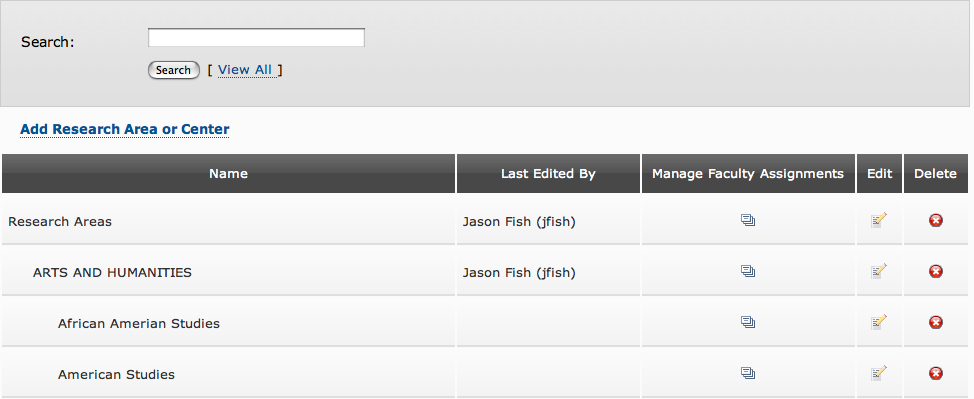 Search:
Search [ View All ]
Add Research Area or Center
Name Last Edited By Manage Faculty Assignments Edit Delete
Research Areas Jason Fish (jfish)
ARTS AND HUMANITIES Jason Fish (jfish)
African Amerian Studies
American Studies